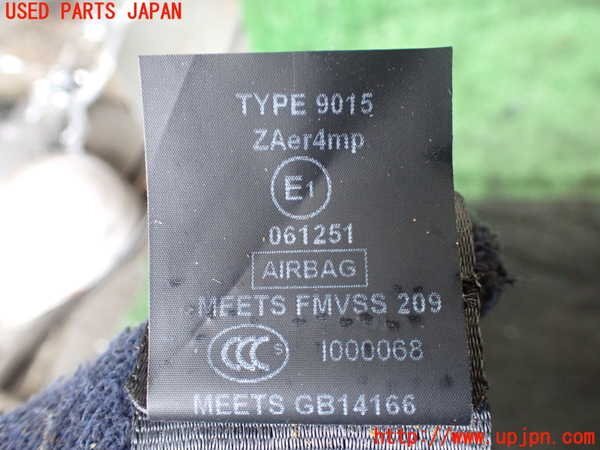 USED PARTS JAPAN
TYPE 9015
ZAer4mp
E1
061251
AIRBAG
MEETS FMVSS 209
CCC S I000068
MEETS GB14166
http://www.upjpn.com